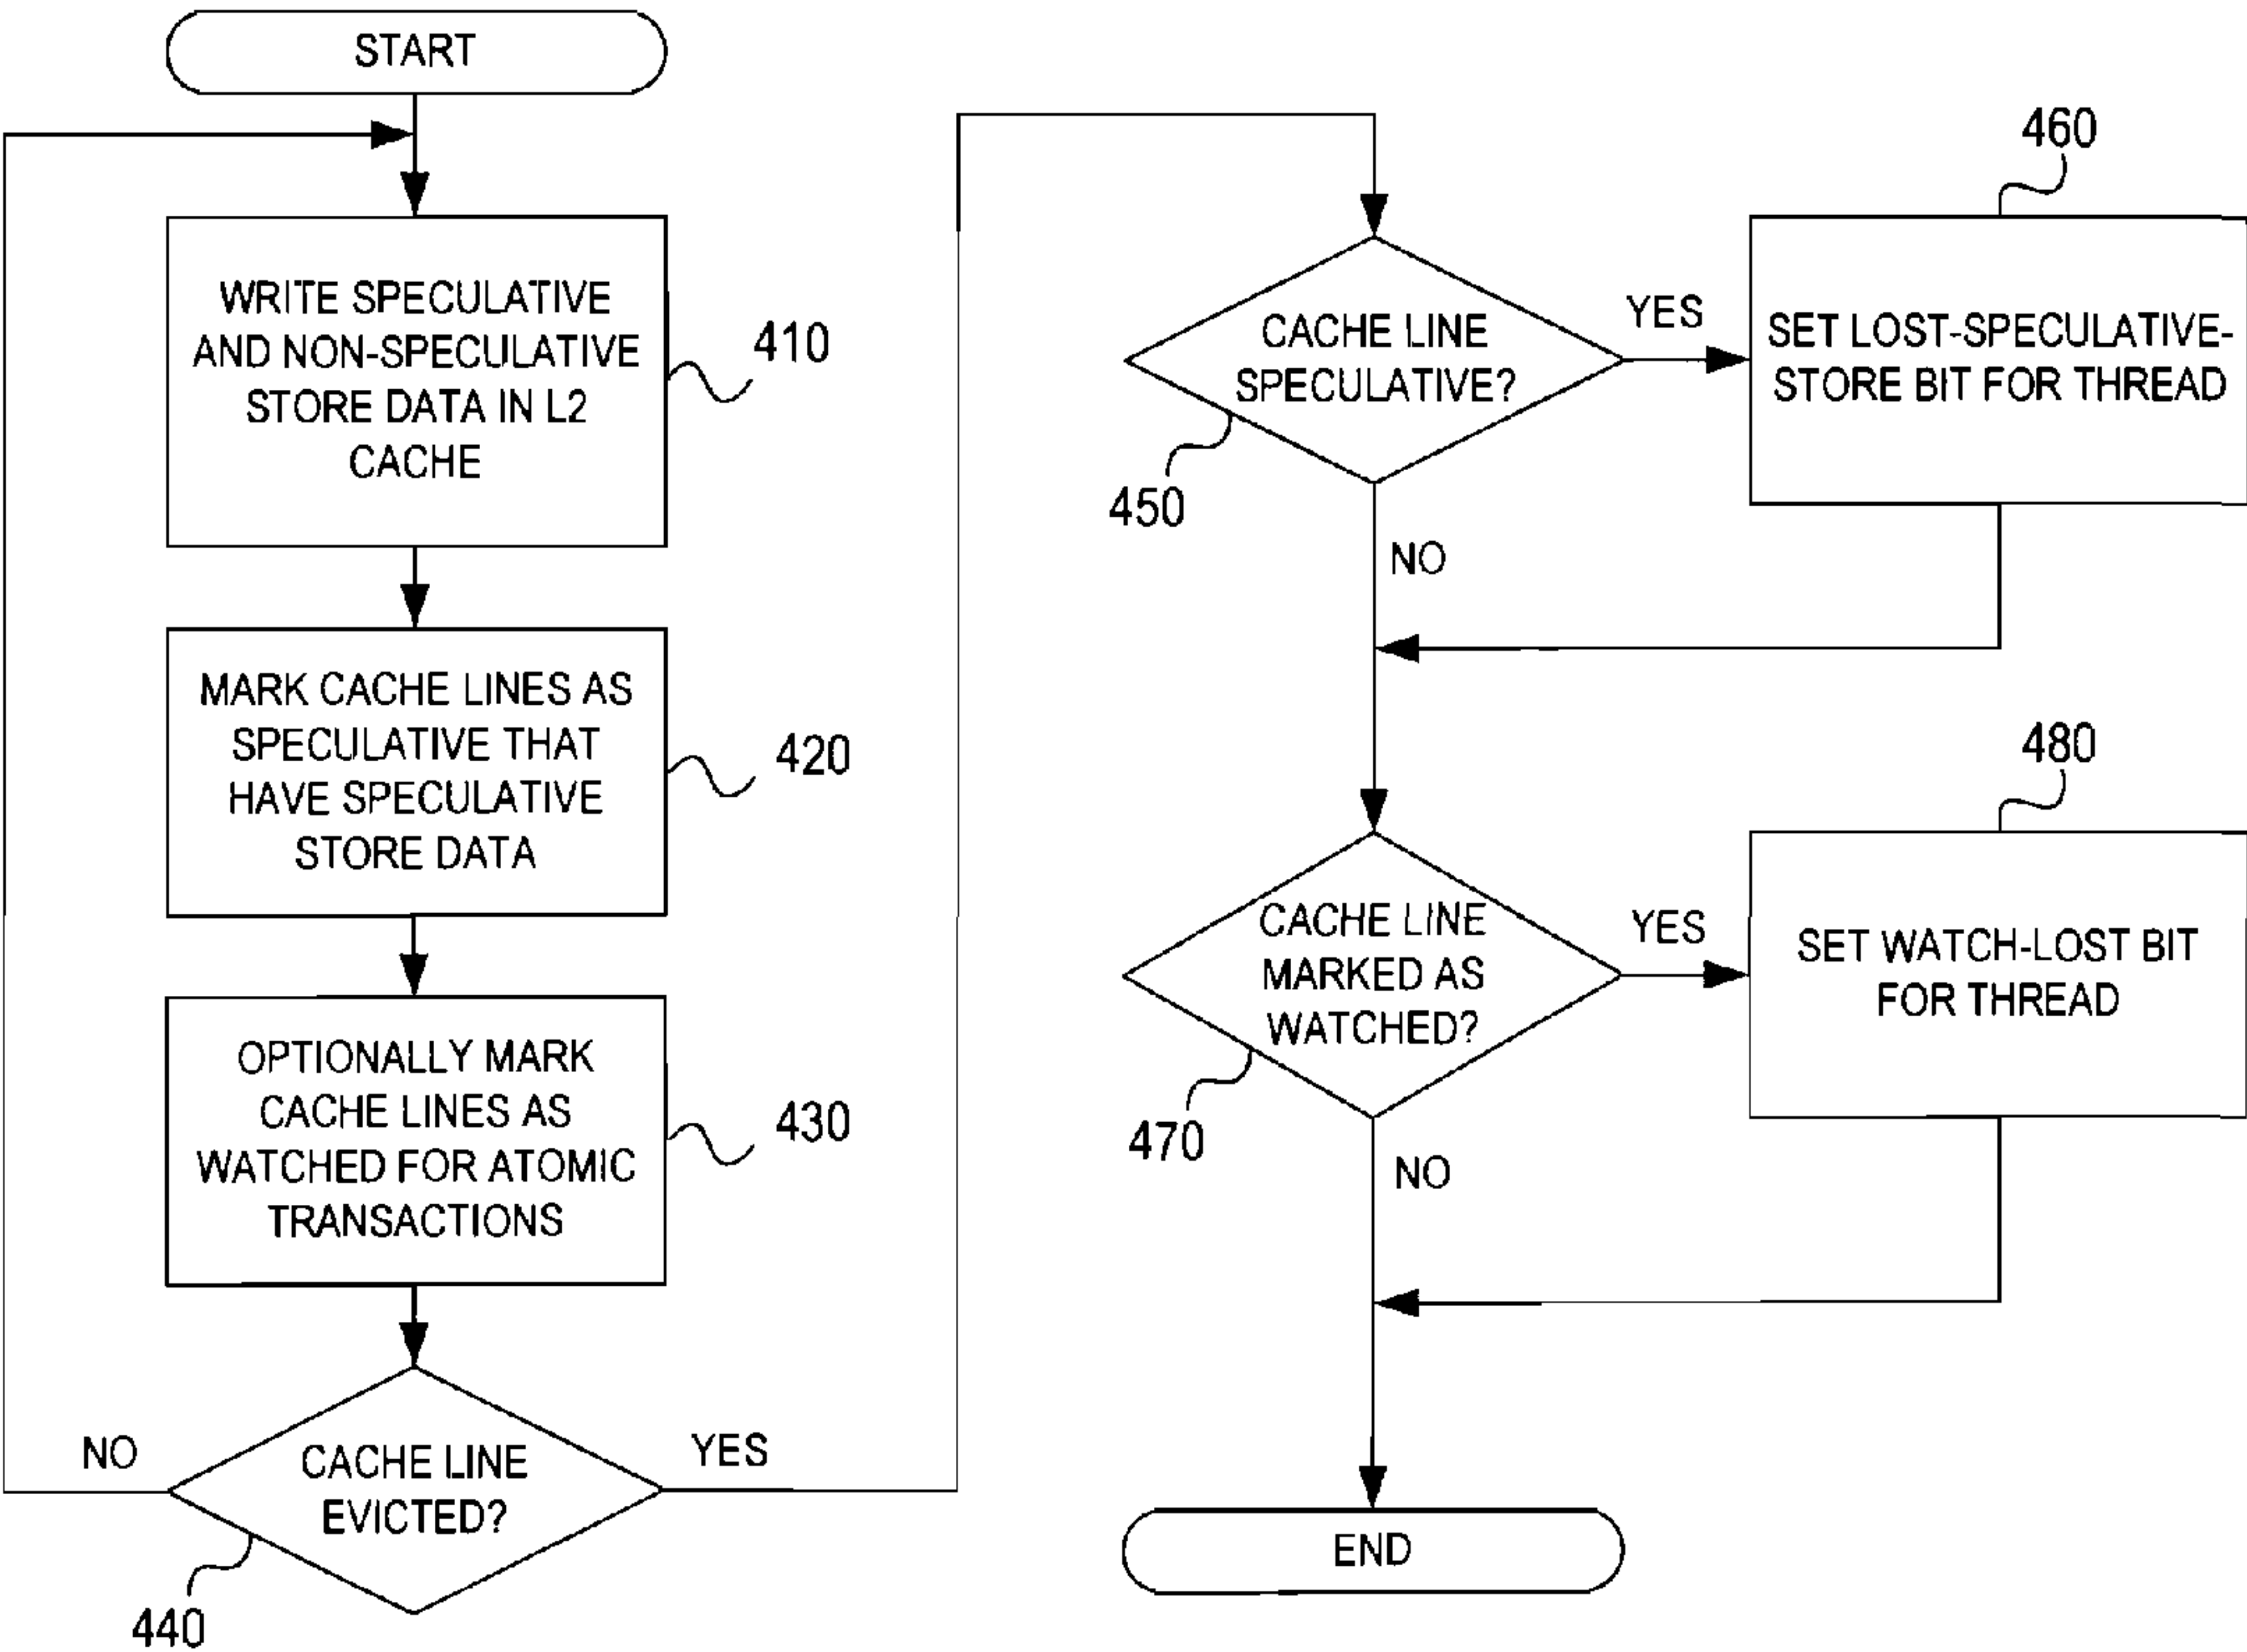 START
WRITE SPECULATIVE
AND NON-SPECULATIVE
STORE DATA IN L2
CACHE
410
MARK CACHE LINES AS
SPECULATIVE THAT
HAVE SPECULATIVE
STORE DATA
420
OPTIONALLY MARK
CACHE LINES AS
WATCHED FOR ATOMIC
TRANSACTIONS
430
CACHE LINE
EVICTED?
NO
YES
440
CACHE LINE
SPECULATIVE?
YES
NO
450
460
SET LOST-SPECULATIVE-
STORE BIT FOR THREAD
CACHE LINE
MARKED AS
WATCHED?
YES
NO
470
480
SET WATCH-LOST BIT
FOR THREAD
END